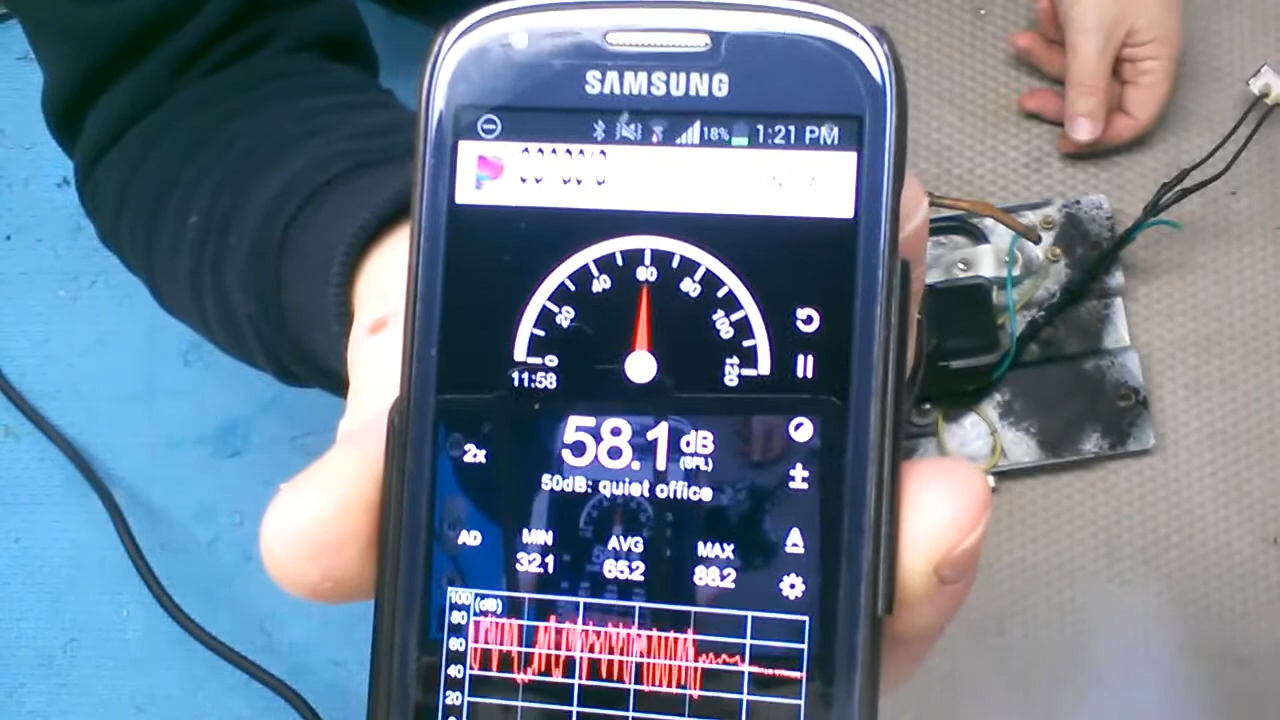 SAMSUNG
18% 1:21 PM
0 20 40 60 80 100 120
11:58
2x
58.1 dB
(SPL)
50dB: quiet office
AD MIN AVG MAX
32.1 65.2 88.2
100 (dB)
80
60
40
20